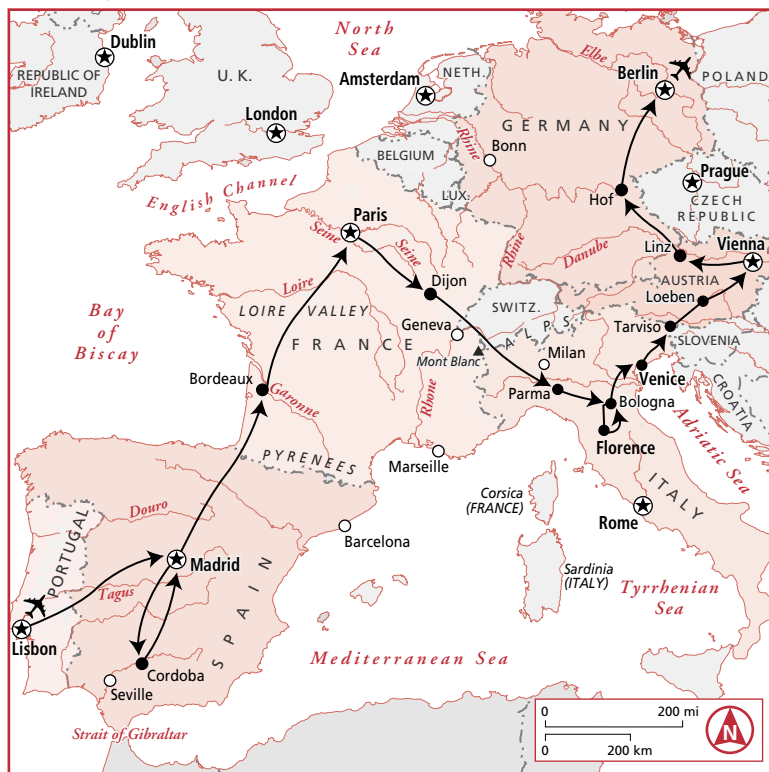 North
Sea
Dublin
REPUBLIC OF
IRELAND
U. K.
Amsterdam
NETH.
Elbe
Berlin
POLAND
London
GERMANY
Rhine
Bonn
BELGIUM
Prague
CZECH
REPUBLIC
English Channel
LUX.
Hof
Paris
Seine
Seine
Rhine
Danube
Linz
Vienna
AUSTRIA
Loeben
Loire
Dijon
Bay
of
Biscay
LOIRE VALLEY
FRANCE
Geneva
SWITZ.
ALPS
Tarviso
SLOVENIA
Mont Blanc
Milan
CROATIA
Bordeaux
Garonne
Rhone
Parma
Venice
Bologna
Adriatic Sea
Florence
PYRENEES
Marseille
ITALY
Corsica
(FRANCE)
Rome
Douro
Barcelona
PORTUGAL
Madrid
SPAIN
Sardinia
(ITALY)
Tyrrhenian
Sea
Tagus
Lisbon
Cordoba
Mediterranean Sea
Seville
Strait of Gibraltar
0 200 mi
0 200 km
N